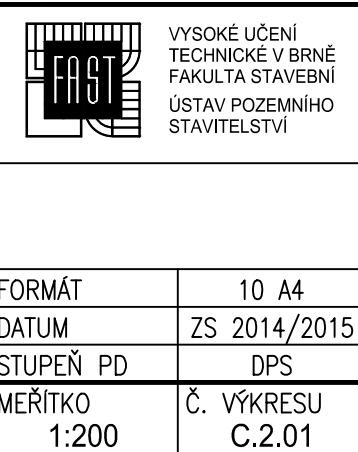 FAST
VYSOKÉ UČENÍ
TECHNICKÉ V BRNĚ
FAKULTA STAVEBNÍ
ÚSTAV POZEMNÍHO
STAVITELSTVÍ
FORMÁT 10 A4
DATUM ZS 2014/2015
STUPEŇ PD DPS
MEŘÍTKO Č. VÝKRESU
1:200 C.2.01